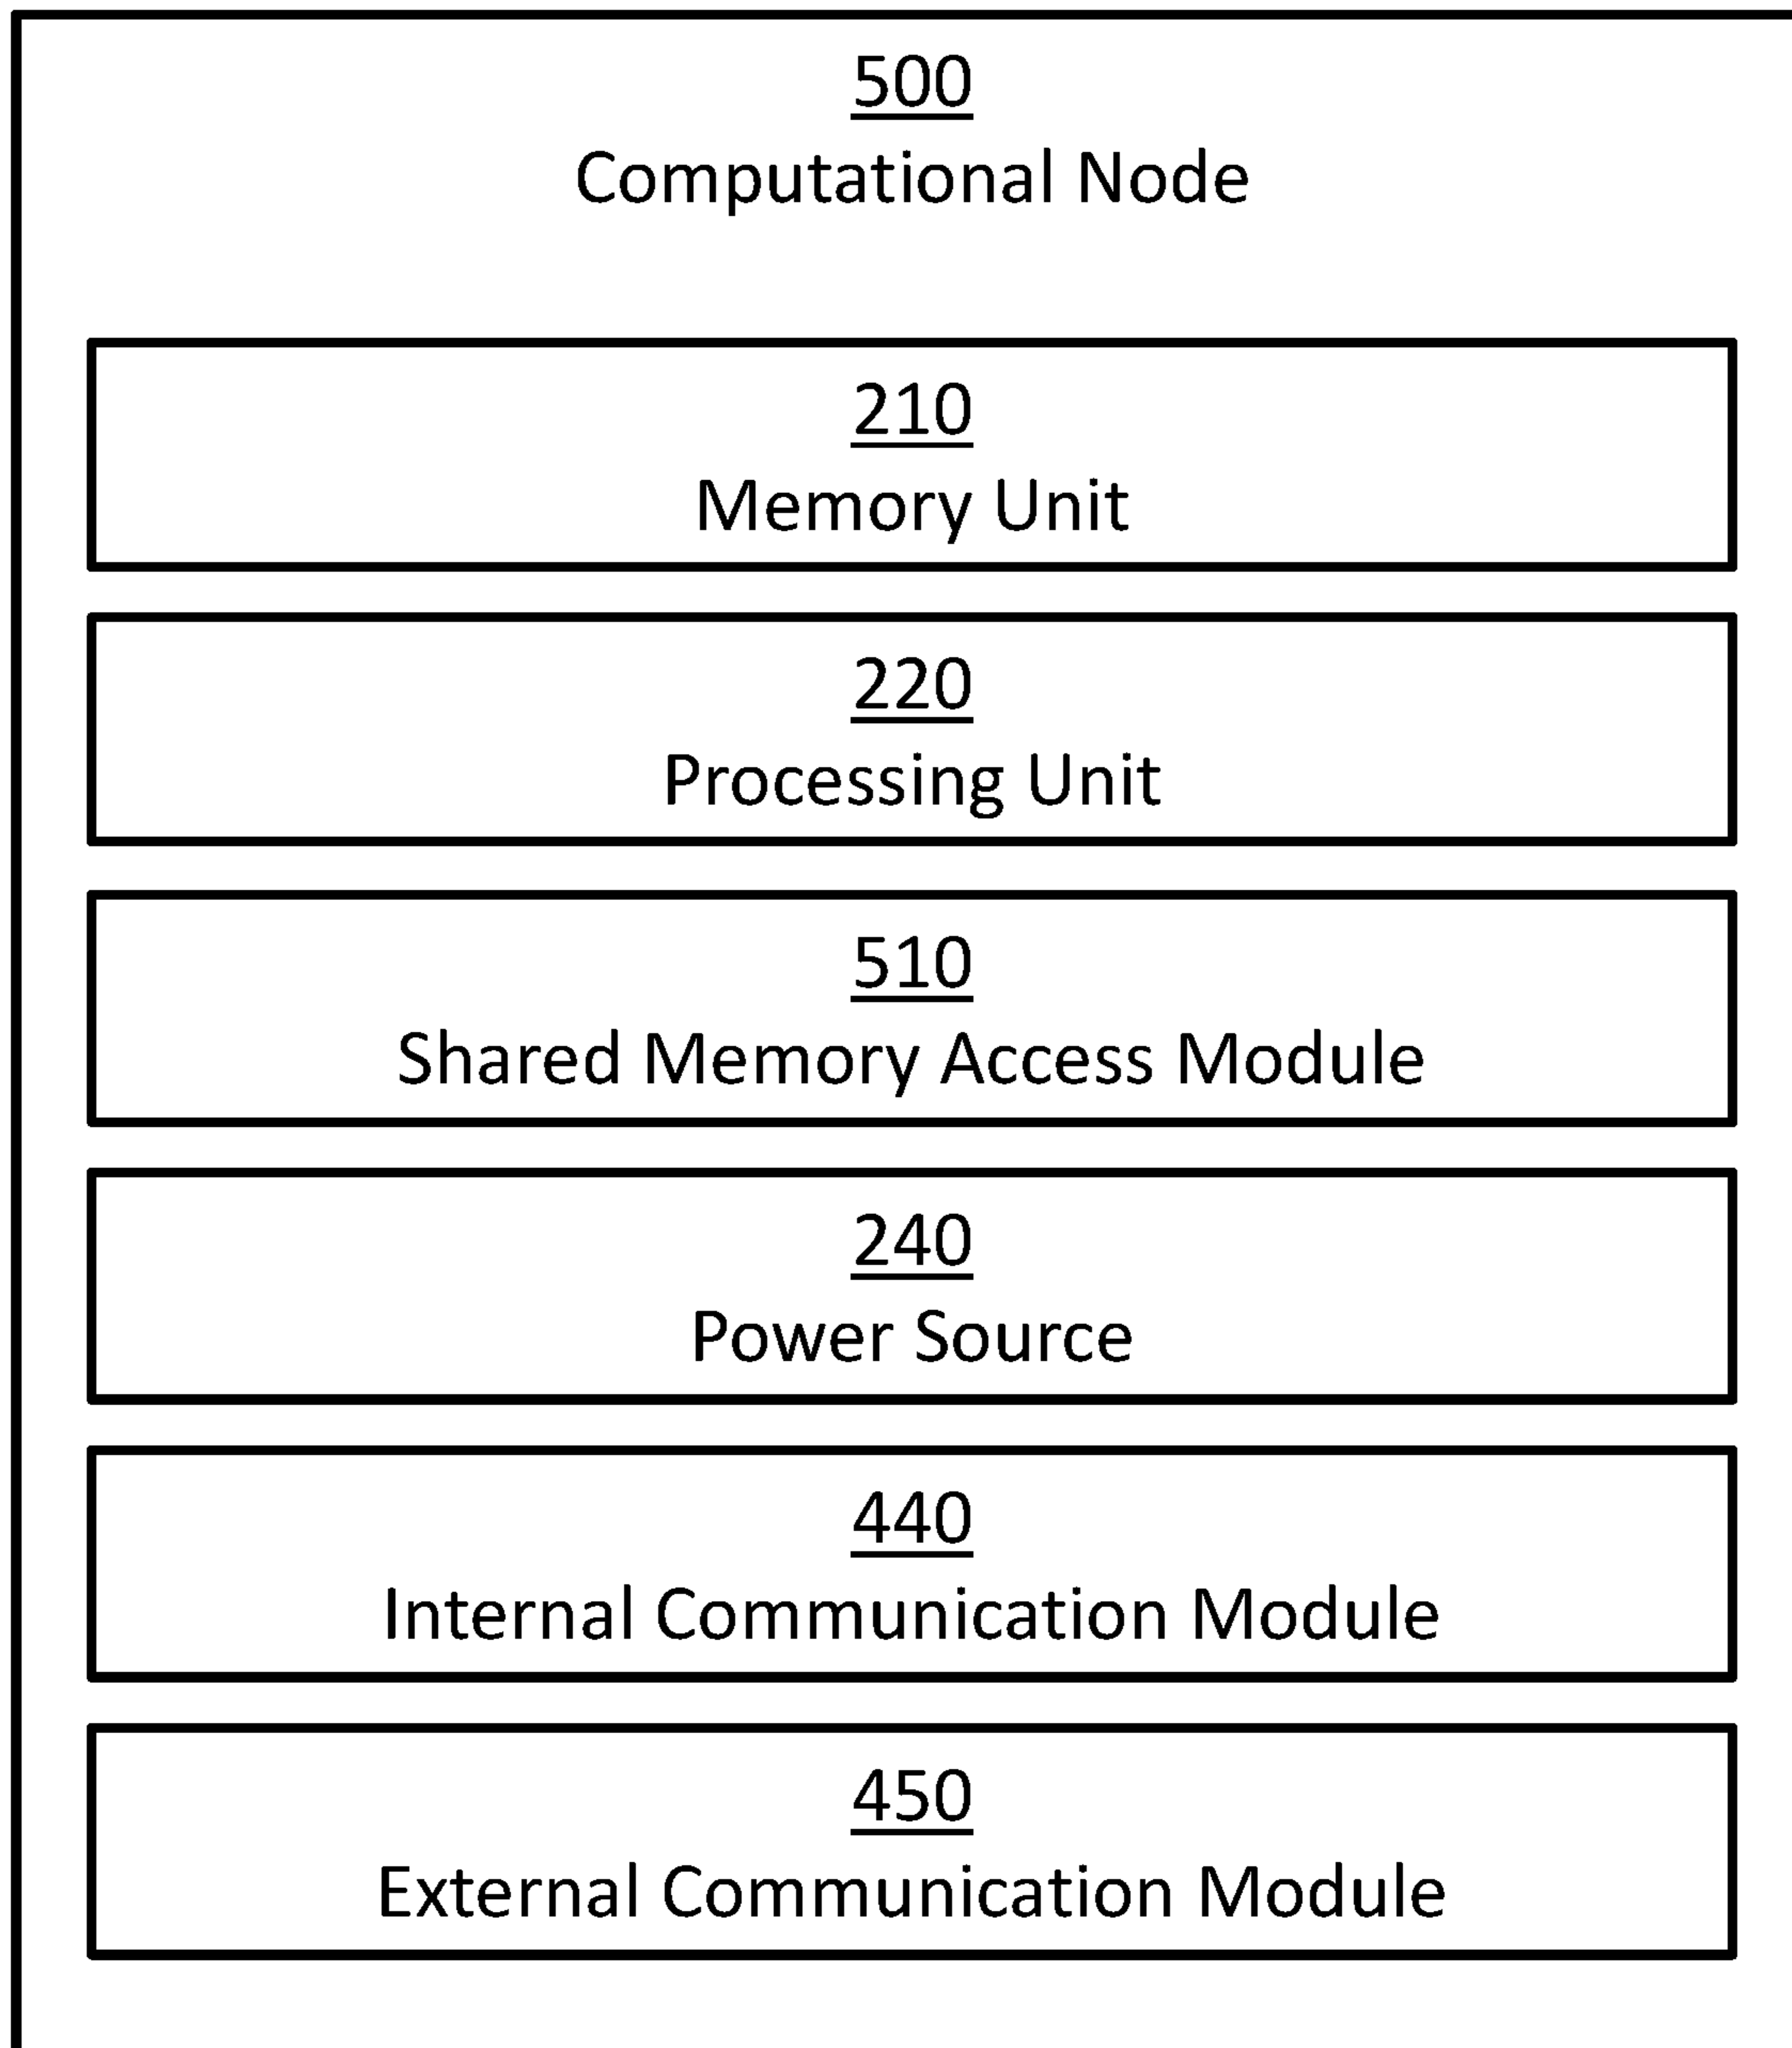 500
Computational Node
210
Memory Unit
220
Processing Unit
510
Shared Memory Access Module
240
Power Source
440
Internal Communication Module
450
External Communication Module